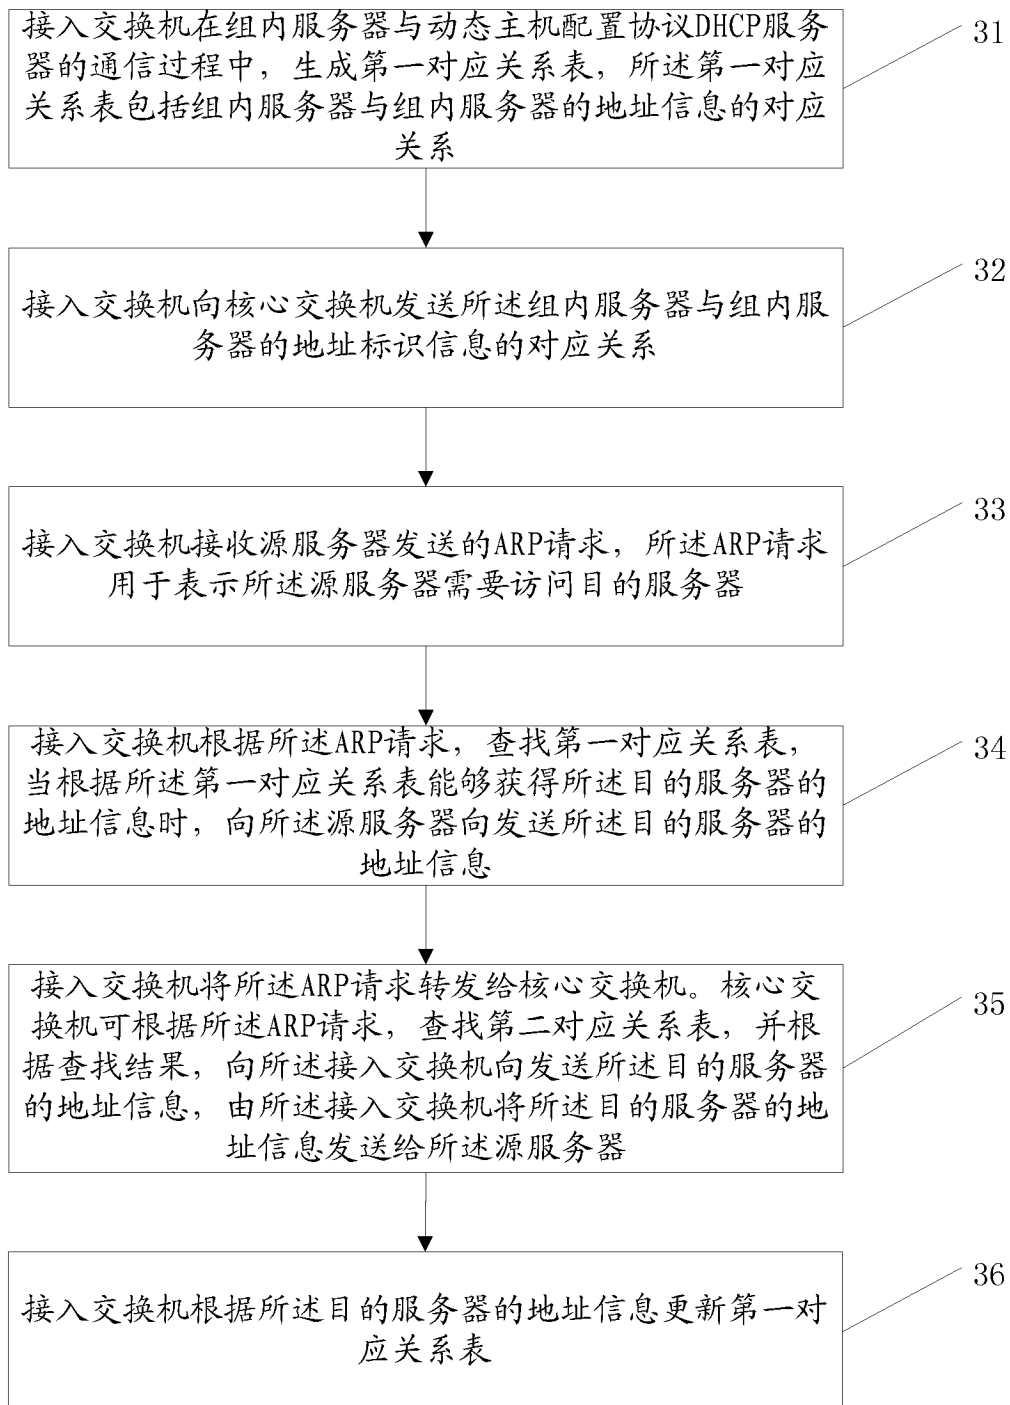 接入交换机在组内服务器与动态主机配置协议DHCP服务
器的通信过程中，生成第一对应关系表，所述第一对应
关系表包括组内服务器与组内服务器的地址信息的对应
关系
31
接入交换机向核心交换机发送所述组内服务器与组内服
务器的地址标识信息的对应关系
32
接入交换机接收源服务器发送的ARP请求，所述ARP请求
用于表示所述源服务器需要访问目的服务器
33
接入交换机根据所述ARP请求，查找第一对应关系表，
当根据所述第一对应关系表能够获得所述目的服务器的
地址信息时，向所述源服务器向发送所述目的服务器的
地址信息
34
接入交换机将所述ARP请求转发给核心交换机。核心交
换机可根据所述ARP请求，查找第二对应关系表，并根
据查找结果，向所述接入交换机向发送所述目的服务器
的地址信息，由所述接入交换机将所述目的服务器的地
址信息发送给所述源服务器
35
接入交换机根据所述目的服务器的地址信息更新第一对
应关系表
36